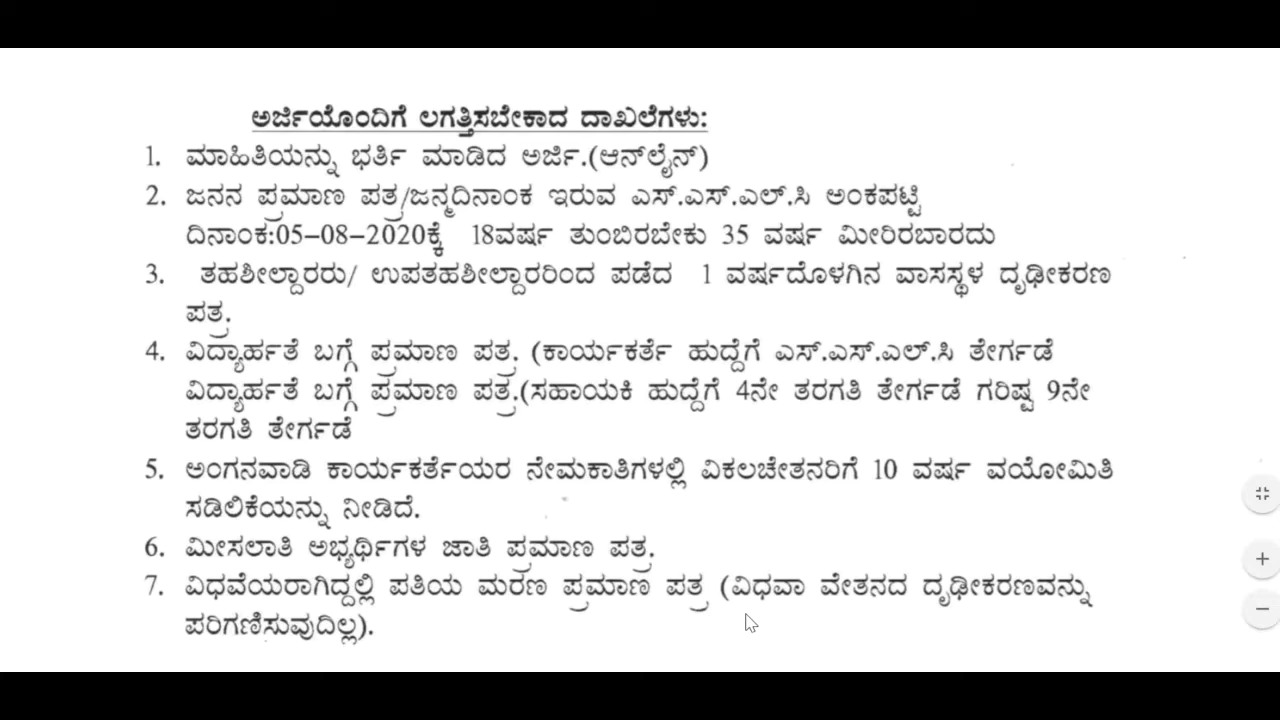 ಅರ್ಜಿಯೊಂದಿಗೆ ಲಗತ್ತಿಸಬೇಕಾದ ದಾಖಲೆಗಳು:
1. ಮಾಹಿತಿಯನ್ನು ಭರ್ತಿ ಮಾಡಿದ ಅರ್ಜಿ.(ಆನ್‌ಲೈನ್)
2. ಜನನ ಪ್ರಮಾಣ ಪತ್ರ/ಜನ್ಮದಿನಾಂಕ ಇರುವ ಎಸ್.ಎಸ್.ಎಲ್.ಸಿ ಅಂಕಪಟ್ಟಿ
ದಿನಾಂಕ:05-08-2020ಕ್ಕೆ 18ವರ್ಷ ತುಂಬಿರಬೇಕು 35 ವರ್ಷ ಮೀರಿರಬಾರದು
3. ತಹಶೀಲ್ದಾರರು/ ಉಪತಹಶೀಲ್ದಾರರಿಂದ ಪಡೆದ 1 ವರ್ಷದೊಳಗಿನ ವಾಸಸ್ಥಳ ದೃಢೀಕರಣ
ಪತ್ರ.
4. ವಿದ್ಯಾರ್ಹತೆ ಬಗ್ಗೆ ಪ್ರಮಾಣ ಪತ್ರ. (ಕಾರ್ಯಕರ್ತೆ ಹುದ್ದೆಗೆ ಎಸ್.ಎಸ್.ಎಲ್.ಸಿ ತೇರ್ಗಡೆ
ವಿದ್ಯಾರ್ಹತೆ ಬಗ್ಗೆ ಪ್ರಮಾಣ ಪತ್ರ.(ಸಹಾಯಕಿ ಹುದ್ದೆಗೆ 4ನೇ ತರಗತಿ ತೇರ್ಗಡೆ ಗರಿಷ್ಟ 9ನೇ
ತರಗತಿ ತೇರ್ಗಡೆ
5. ಅಂಗನವಾಡಿ ಕಾರ್ಯಕರ್ತೆಯರ ನೇಮಕಾತಿಗಳಲ್ಲಿ ವಿಕಲಚೇತನರಿಗೆ 10 ವರ್ಷ ವಯೋಮಿತಿ
ಸಡಿಲಿಕೆಯನ್ನು ನೀಡಿದೆ.
6. ಮೀಸಲಾತಿ ಅಭ್ಯರ್ಥಿಗಳ ಜಾತಿ ಪ್ರಮಾಣ ಪತ್ರ.
7. ವಿಧವೆಯರಾಗಿದ್ದಲ್ಲಿ ಪತಿಯ ಮರಣ ಪ್ರಮಾಣ ಪತ್ರ (ವಿಧವಾ ವೇತನದ ದೃಢೀಕರಣವನ್ನು
ಪರಿಗಣಿಸುವುದಿಲ್ಲ).